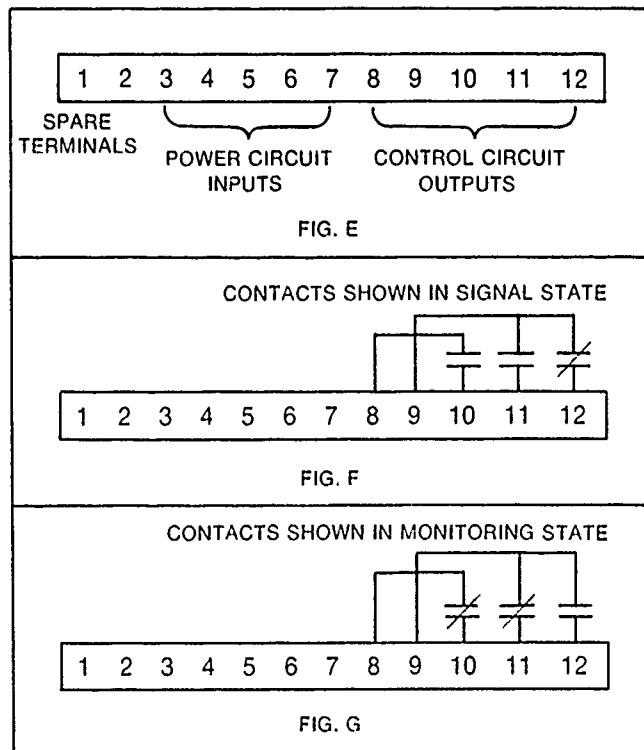 1 2 3 4 5 6 7 8 9 10 11 12
SPARE
TERMINALS
POWER CIRCUIT
INPUTS
CONTROL CIRCUIT
OUTPUTS
FIG. E
CONTACTS SHOWN IN SIGNAL STATE
1 2 3 4 5 6 7 8 9 10 11 12
FIG. F
CONTACTS SHOWN IN MONITORING STATE
1 2 3 4 5 6 7 8 9 10 11 12
FIG. G